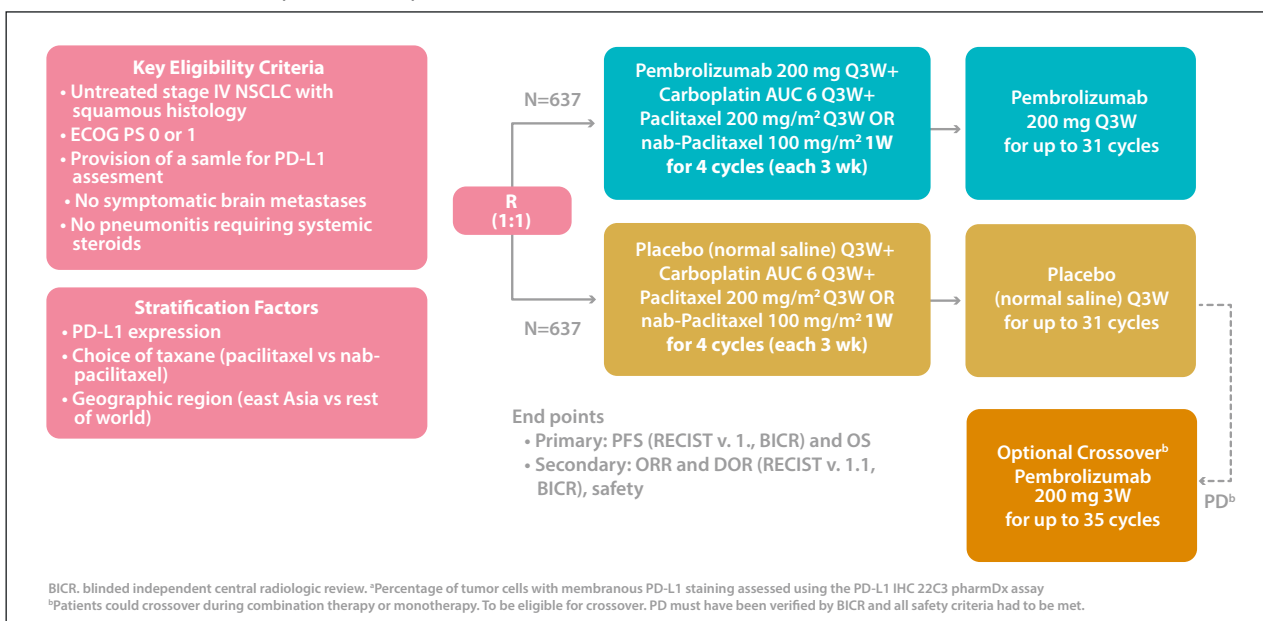 Key Eligibility Criteria
• Untreated stage IV NSCLC with
squamous histology
• ECOG PS 0 or 1
• Provision of a samle for PD-L1
assesment
• No symptomatic brain metastases
• No pneumonitis requiring systemic
steroids
Stratification Factors
• PD-L1 expression
• Choice of taxane (pacilitaxel vs nab-
pacilitaxel)
• Geographic region (east Asia vs rest
of world)
R
(1:1)
N=637
N=637
Pembrolizumab 200 mg Q3W+
Carboplatin AUC 6 Q3W+
Paclitaxel 200 mg/m² Q3W OR
nab-Paclitaxel 100 mg/m² 1W
for 4 cycles (each 3 wk)
Pembrolizumab
200 mg Q3W
for up to 31 cycles
Placebo (normal saline) Q3W+
Carboplatin AUC 6 Q3W+
Paclitaxel 200 mg/m² Q3W OR
nab-Paclitaxel 100 mg/m² 1W
for 4 cycles (each 3 wk)
Placebo
(normal saline) Q3W
for up to 31 cycles
End points
• Primary: PFS (RECIST v. 1., BICR) and OS
• Secondary: ORR and DOR (RECIST v. 1.1,
BICR), safety
Optional Crossoverᵇ
Pembrolizumab
200 mg 3W
for up to 35 cycles
PDᵇ
BICR. blinded independent central radiologic review. ᵃPercentage of tumor cells with membranous PD-L1 staining assessed using the PD-L1 IHC 22C3 pharmDx assay
ᵇPatients could crossover during combination therapy or monotherapy. To be eligible for crossover. PD must have been verified by BICR and all safety criteria had to be met.